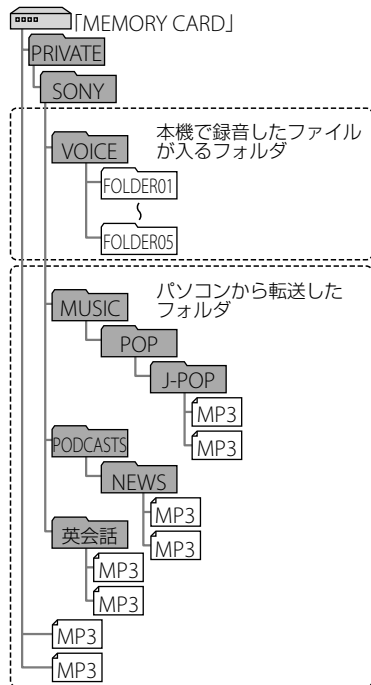 「MEMORY CARD」
PRIVATE
SONY
VOICE
本機で録音したファイル
が入るフォルダ
FOLDER01
〜
FOLDER05
MUSIC
パソコンから転送した
フォルダ
POP
J-POP
MP3
MP3
PODCASTS
NEWS
MP3
MP3
英会話
MP3
MP3
MP3
MP3